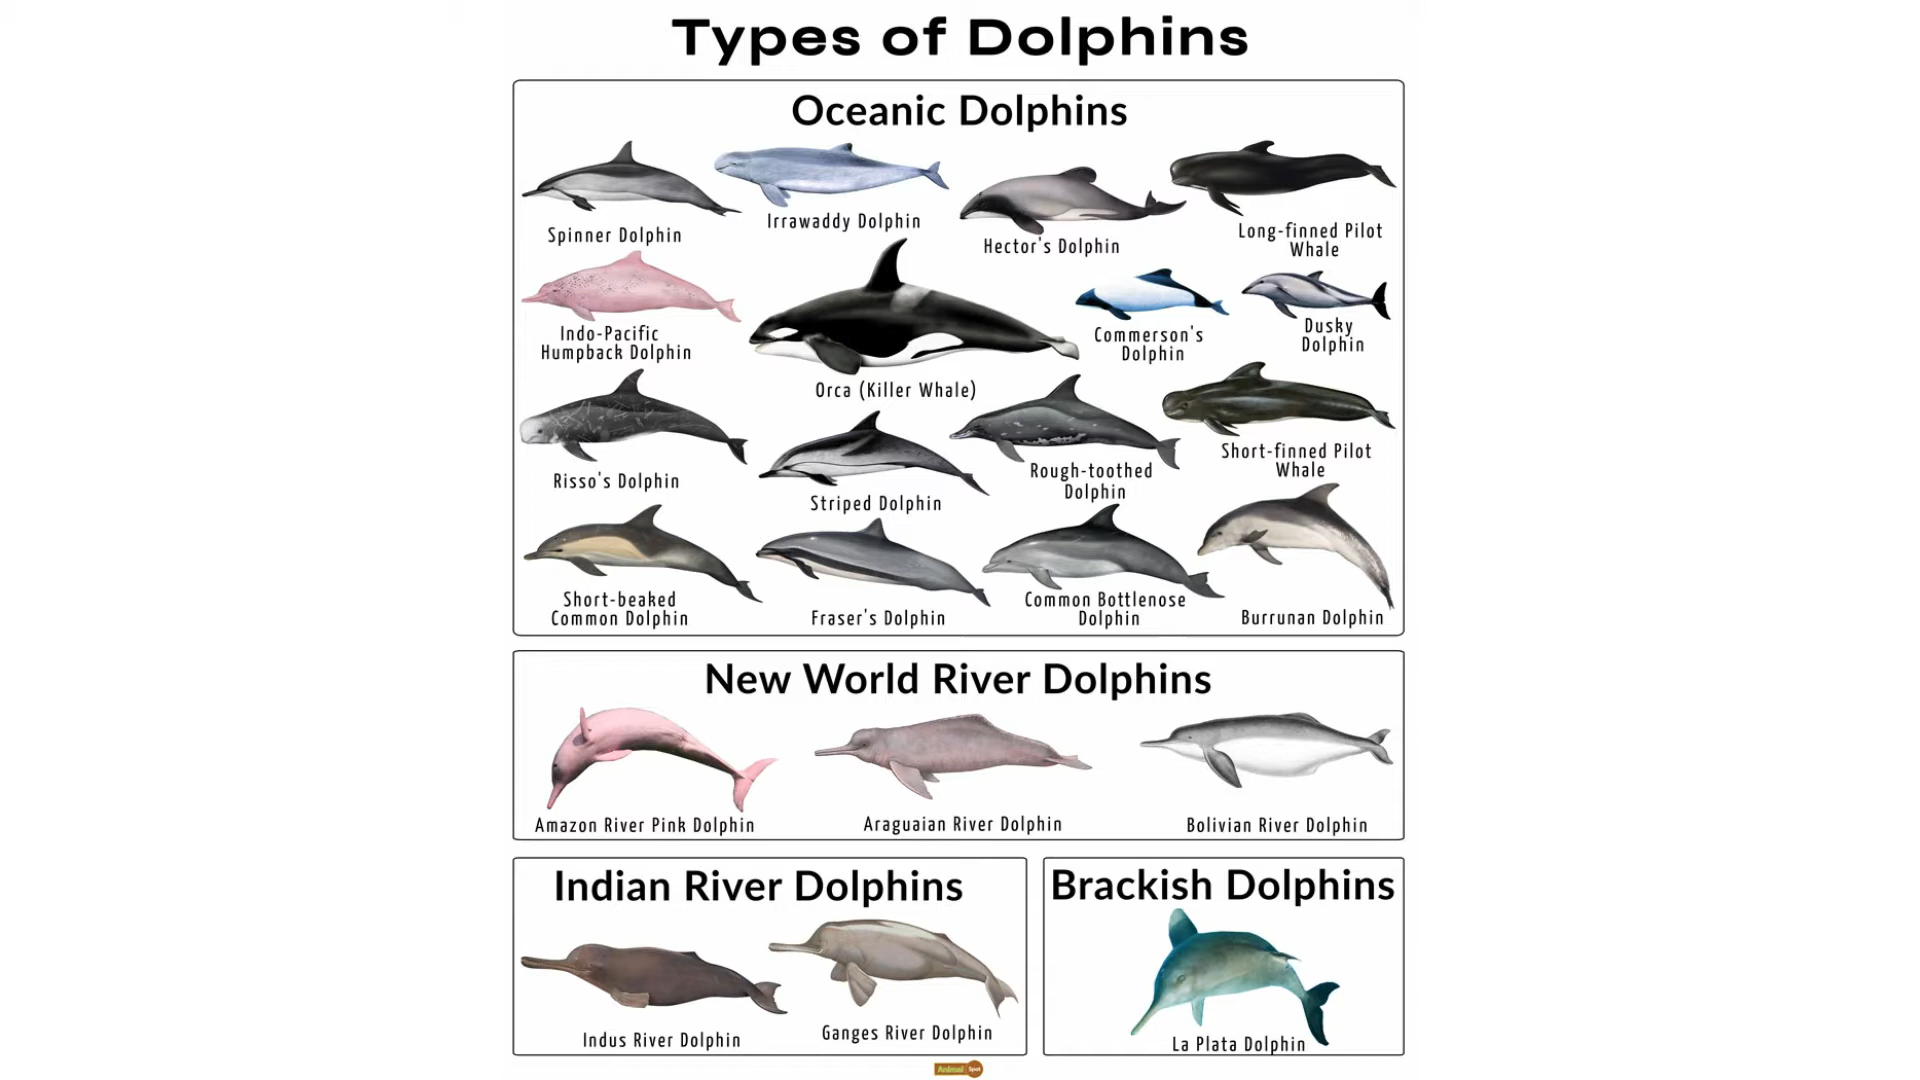 Types of Dolphins
Oceanic Dolphins
Spinner Dolphin
Irrawaddy Dolphin
Hector's Dolphin
Long-finned Pilot
Whale
Indo-Pacific
Humpback Dolphin
Orca (Killer Whale)
Commerson's
Dolphin
Dusky
Dolphin
Risso's Dolphin
Striped Dolphin
Rough-toothed
Dolphin
Short-finned Pilot
Whale
Short-beaked
Common Dolphin
Fraser's Dolphin
Common Bottlenose
Dolphin
Burrunan Dolphin
New World River Dolphins
Amazon River Pink Dolphin
Araguaian River Dolphin
Bolivian River Dolphin
Indian River Dolphins
Indus River Dolphin
Ganges River Dolphin
Brackish Dolphins
La Plata Dolphin
Animal Spot